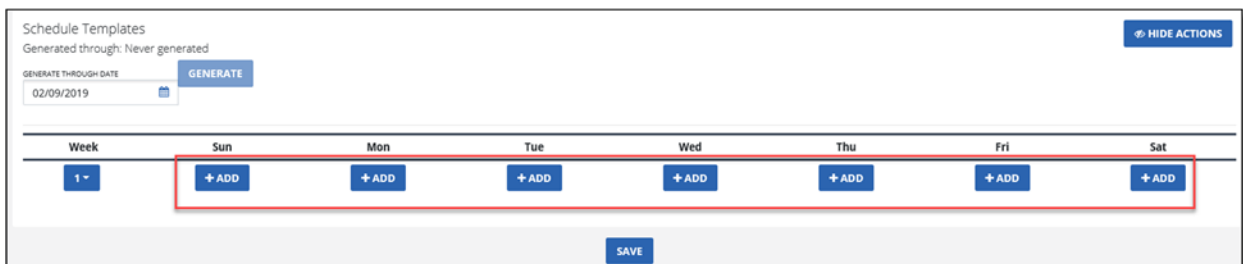 Schedule Templates
HIDE ACTIONS
Generated through: Never generated
GENERATE THROUGH DATE
GENERATE
02/09/2019
Week Sun Mon Tue Wed Thu Fri Sat
1 + ADD + ADD + ADD + ADD + ADD + ADD + ADD
SAVE